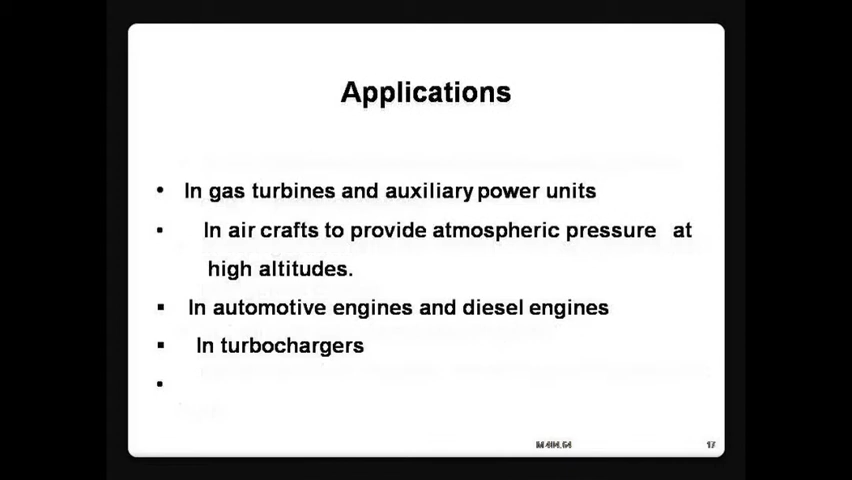 Applications
• In gas turbines and auxiliary power units
▪ In air crafts to provide atmospheric pressure at
high altitudes.
▪ In automotive engines and diesel engines
▪ In turbochargers
▪
17